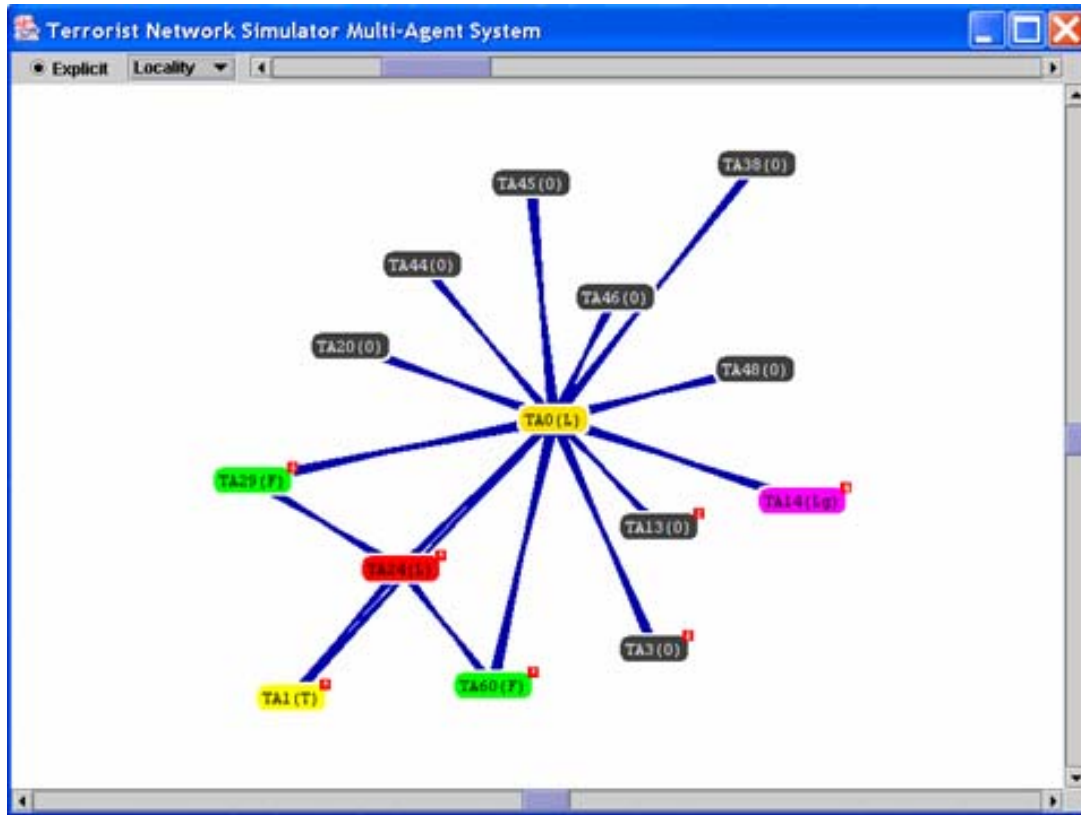 Terrorist Network Simulator Multi-Agent System
Explicit Locality
TA38(0)
TA45(0)
TA44(0)
TA46(0)
TA20(0)
TA48(0)
TA0(L)
TA29(F)
TA14(Lg)
TA13(0)
TA24(L)
TA3(0)
TA60(F)
TA1(T)